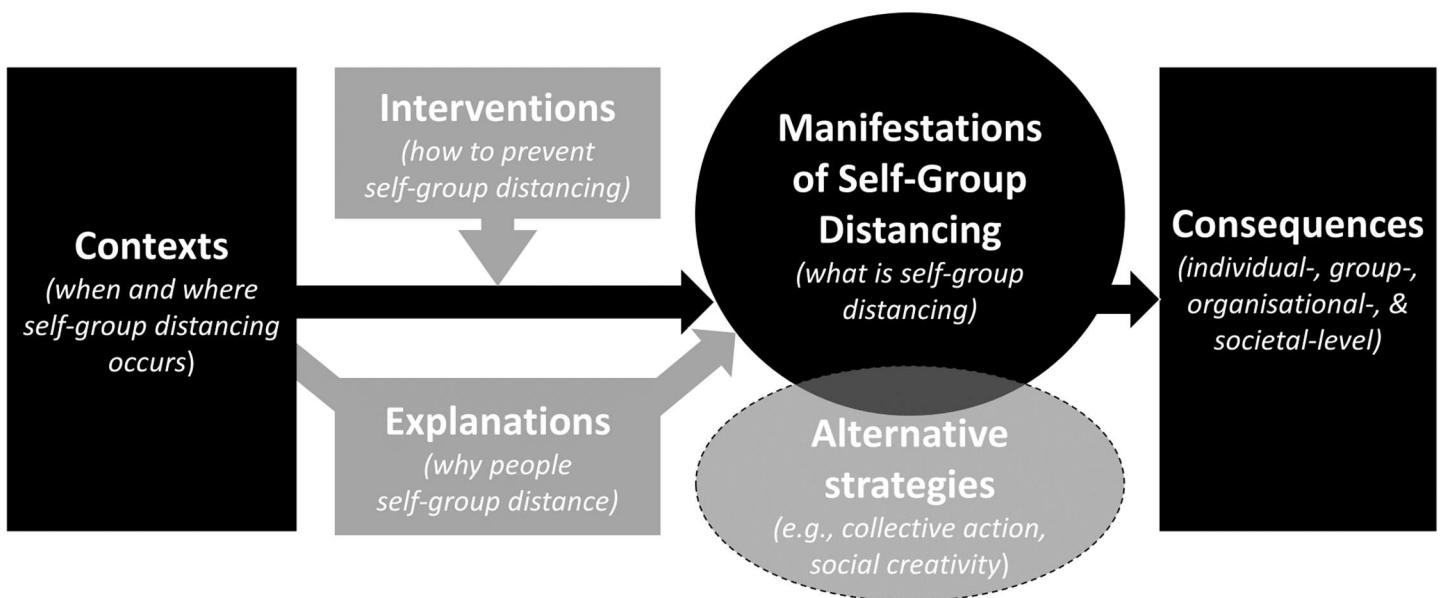 Contexts
(when and where
self-group distancing
occurs)
Interventions
(how to prevent
self-group distancing)
Explanations
(why people
self-group distance)
Manifestations
of Self-Group
Distancing
(what is self-group
distancing)
Alternative
strategies
(e.g., collective action,
social creativity)
Consequences
(individual-, group-,
organisational-, &
societal-level)